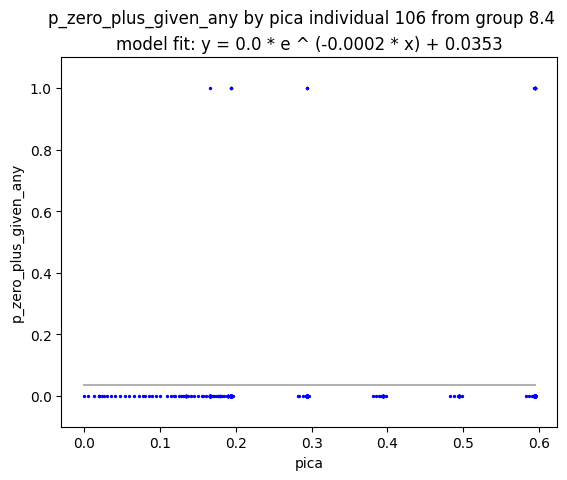 p_zero_plus_given_any by pica individual 106 from group 8.4
model fit: y = 0.0 * e ^ (-0.0002 * x) + 0.0353
1.0
0.8
0.6
0.4
0.2
0.0
p_zero_plus_given_any
0.0 0.1 0.2 0.3 0.4 0.5 0.6
pica